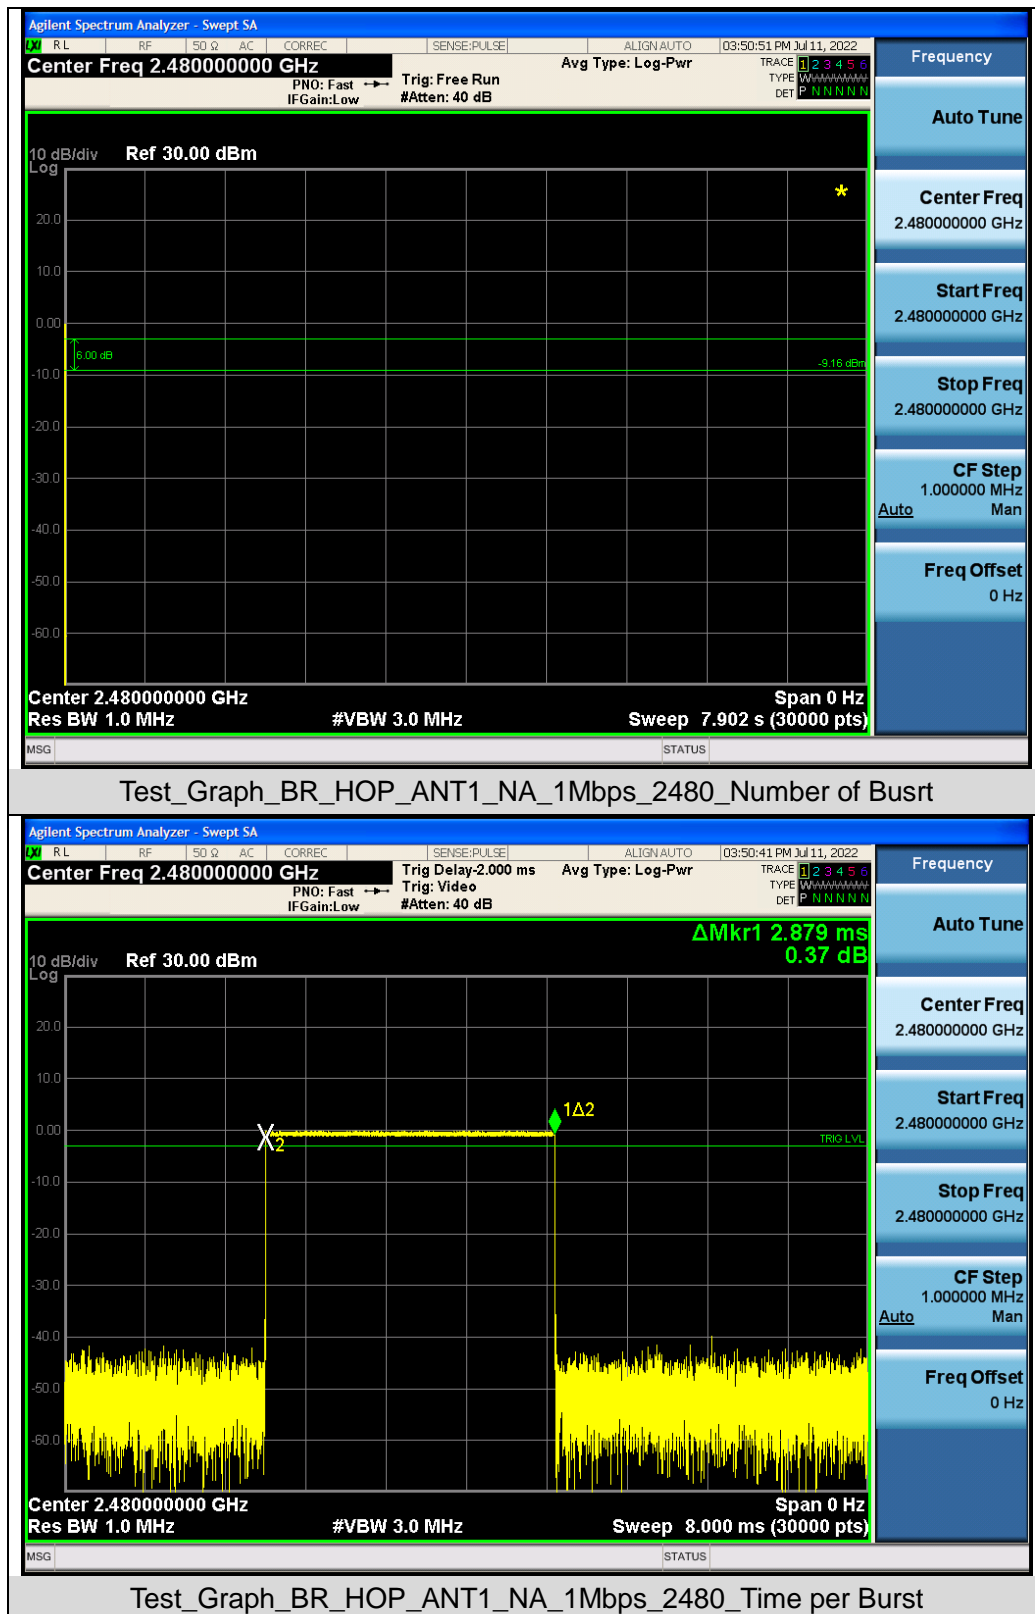 Agilent Spectrum Analyzer - Swept SA
LXI RL RF 50 Ω AC CORREC SENSE:PULSE ALIGN AUTO 03:50:51 PM Jul 11, 2022
Center Freq 2.480000000 GHz Avg Type: Log-Pwr TRACE 1 2 3 4 5 6
PNO: Fast Trig: Free Run TYPE W
IFGain:Low #Atten: 40 dB DET P N N N N N
Frequency
Auto Tune
Center Freq
2.480000000 GHz
Start Freq
2.480000000 GHz
Stop Freq
2.480000000 GHz
CF Step
1.000000 MHz
Auto Man
Freq Offset
0 Hz
10 dB/div Ref 30.00 dBm
Log
*
20.0
10.0
0.00
6.00 dB
-9.16 dBm
-10.0
-20.0
-30.0
-40.0
-50.0
-60.0
Center 2.480000000 GHz Span 0 Hz
Res BW 1.0 MHz #VBW 3.0 MHz Sweep 7.902 s (30000 pts)
MSG STATUS
Test_Graph_BR_HOP_ANT1_NA_1Mbps_2480_Number of Busrt
Agilent Spectrum Analyzer - Swept SA
LXI RL RF 50 Ω AC CORREC SENSE:PULSE ALIGN AUTO 03:50:41 PM Jul 11, 2022
Center Freq 2.480000000 GHz Trig Delay-2.000 ms Avg Type: Log-Pwr TRACE 1 2 3 4 5 6
PNO: Fast Trig: Video TYPE W
IFGain:Low #Atten: 40 dB DET P N N N N N
Frequency
Auto Tune
Center Freq
2.480000000 GHz
Start Freq
2.480000000 GHz
Stop Freq
2.480000000 GHz
CF Step
1.000000 MHz
Auto Man
Freq Offset
0 Hz
ΔMkr1 2.879 ms
10 dB/div Ref 30.00 dBm 0.37 dB
Log
20.0
10.0
1Δ2
0.00
X2
TRIG LVL
-10.0
-20.0
-30.0
-40.0
-50.0
-60.0
Center 2.480000000 GHz Span 0 Hz
Res BW 1.0 MHz #VBW 3.0 MHz Sweep 8.000 ms (30000 pts)
MSG STATUS
Test_Graph_BR_HOP_ANT1_NA_1Mbps_2480_Time per Burst